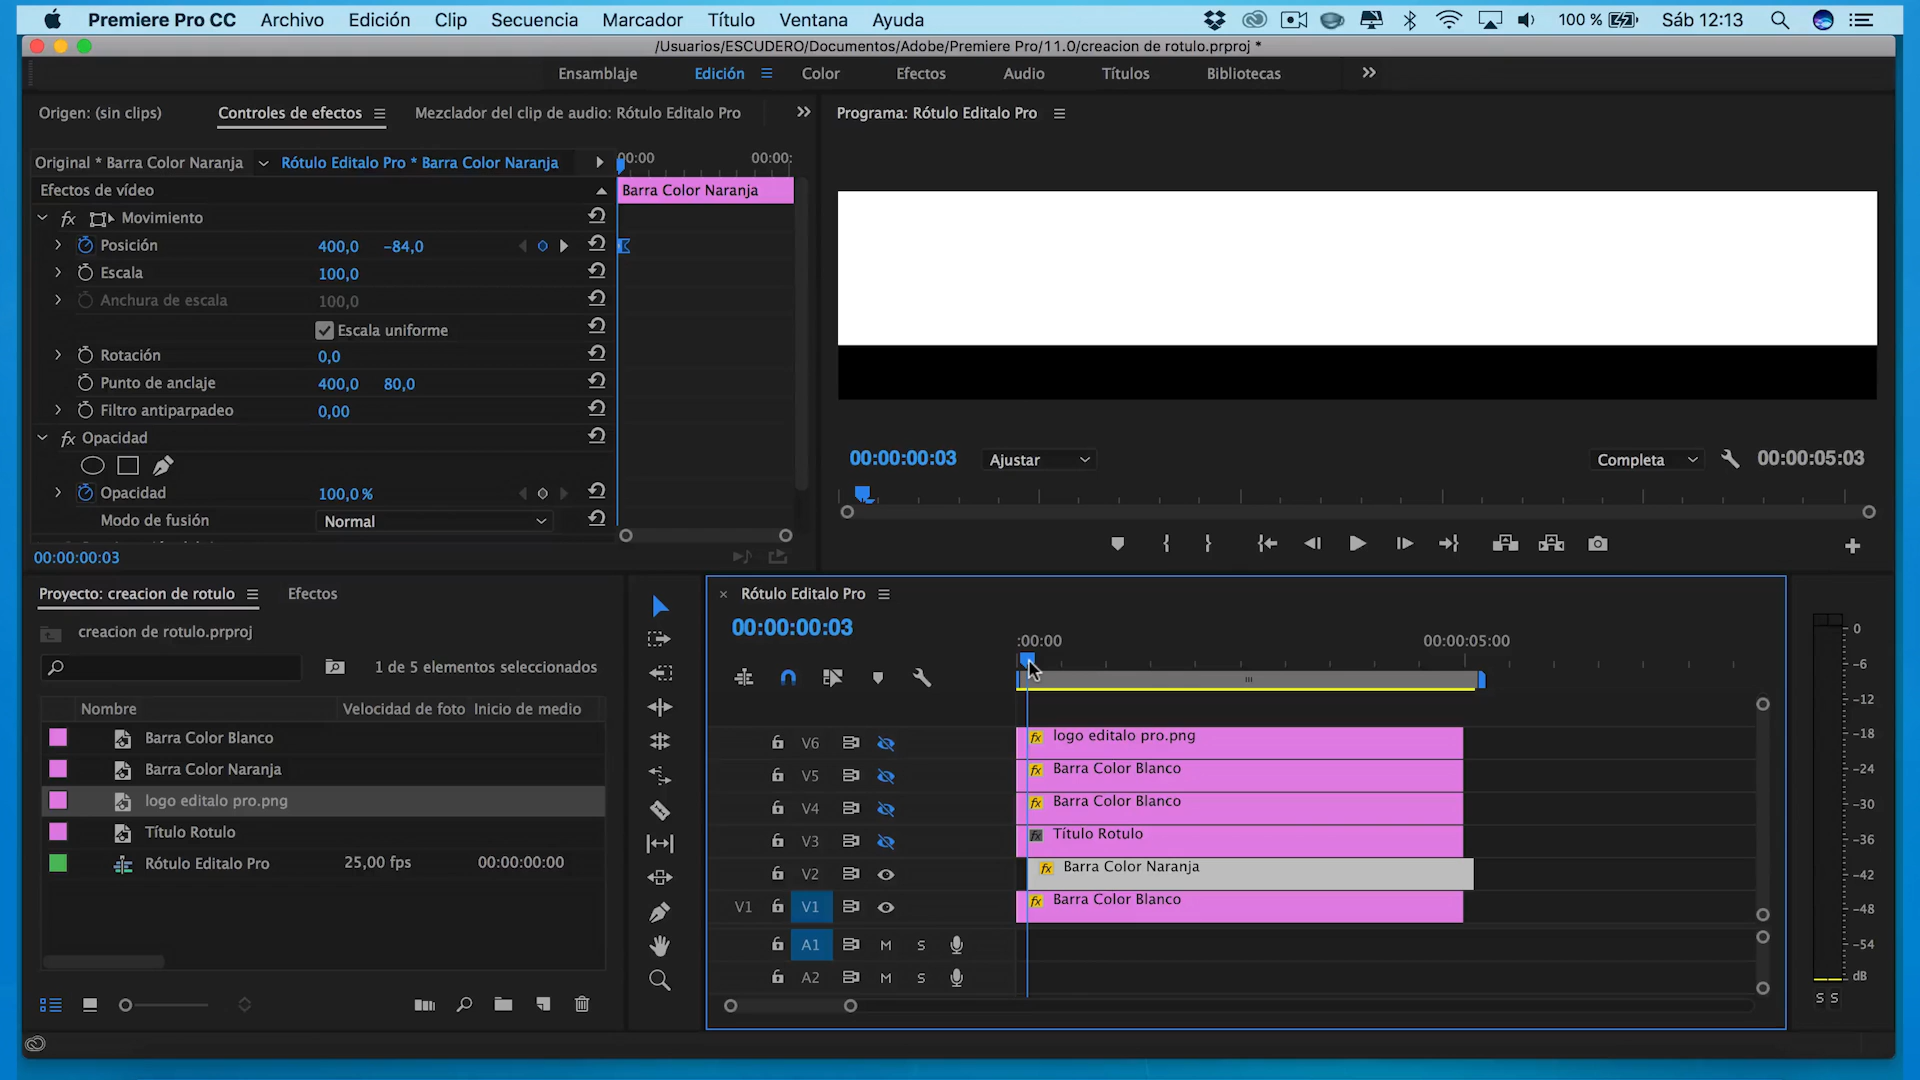 Premiere Pro CC Archivo Edición Clip Secuencia Marcador Título Ventana Ayuda 100 % Sáb 12:13
/Usuarios/ESCUDERO/Documentos/Adobe/Premiere Pro/11.0/creacion de rotulo.prproj *
Ensamblaje Edición Color Efectos Audio Títulos Bibliotecas
Origen: (sin clips) Controles de efectos Mezclador del clip de audio: Rótulo Editalo Pro
Programa: Rótulo Editalo Pro
Original * Barra Color Naranja Rótulo Editalo Pro * Barra Color Naranja
00:00 00:00:
Efectos de vídeo
Barra Color Naranja
fx Movimiento
Posición 400,0 -84,0
Escala 100,0
Anchura de escala 100,0
Escala uniforme
Rotación 0,0
Punto de anclaje 400,0 80,0
Filtro antiparpadeo 0,00
fx Opacidad
Opacidad 100,0 %
Modo de fusión Normal
00:00:00:03
00:00:00:03 Ajustar Completa 00:00:05:03
Proyecto: creacion de rotulo Efectos
creacion de rotulo.prproj
1 de 5 elementos seleccionados
Nombre Velocidad de foto Inicio de medio
Barra Color Blanco
Barra Color Naranja
logo editalo pro.png
Título Rotulo
Rótulo Editalo Pro 25,00 fps 00:00:00:00
× Rótulo Editalo Pro
00:00:00:03
:00:00 00:00:05:00
V6 fx logo editalo pro.png
V5 fx Barra Color Blanco
V4 fx Barra Color Blanco
V3 fx Título Rotulo
V2 fx Barra Color Naranja
V1 V1 fx Barra Color Blanco
A1 M S
A2 M S
0
-6
-12
-18
-24
-30
-36
-42
-48
-54
dB
S S